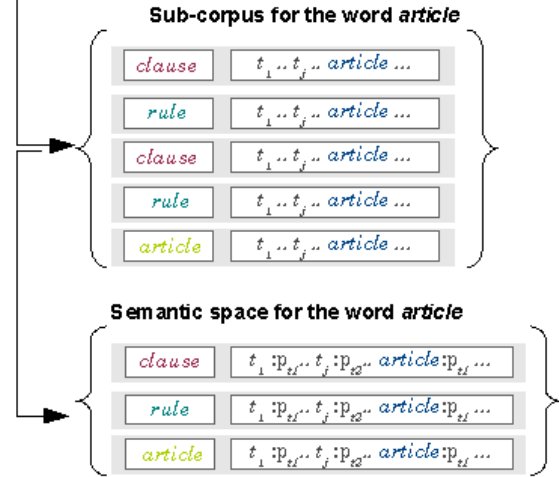 Sub-corpus for the word article
clause t1 .. tj .. article ...
rule t1 .. tj .. article ...
clause t1 .. tj .. article ...
rule t1 .. tj .. article ...
article t1 .. tj .. article ...
Semantic space for the word article
clause t1 :pt1.. tj :pt2.. article:pt1 ...
rule t1 :pt1.. tj :pt2.. article:pt1 ...
article t1 :pt1.. tj :pt2.. article:pt1 ...